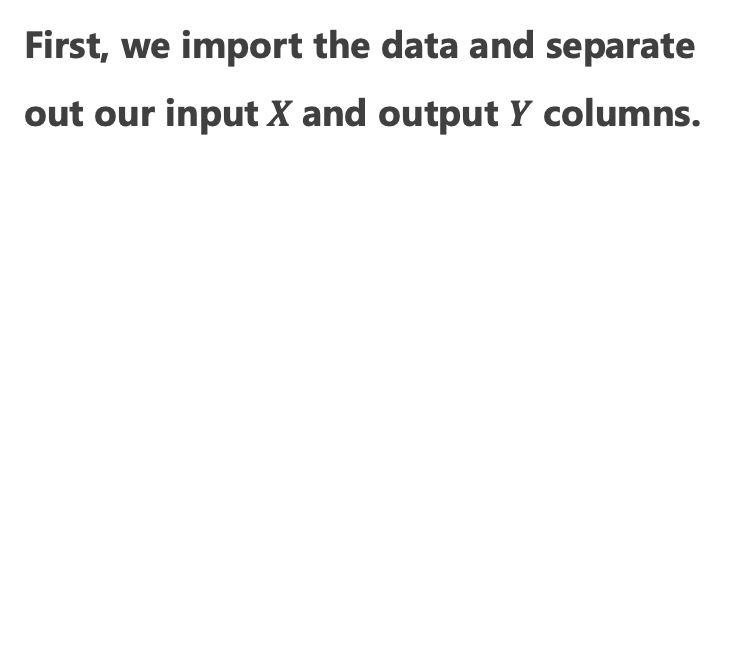 First, we import the data and separate
out our input X and output Y columns.